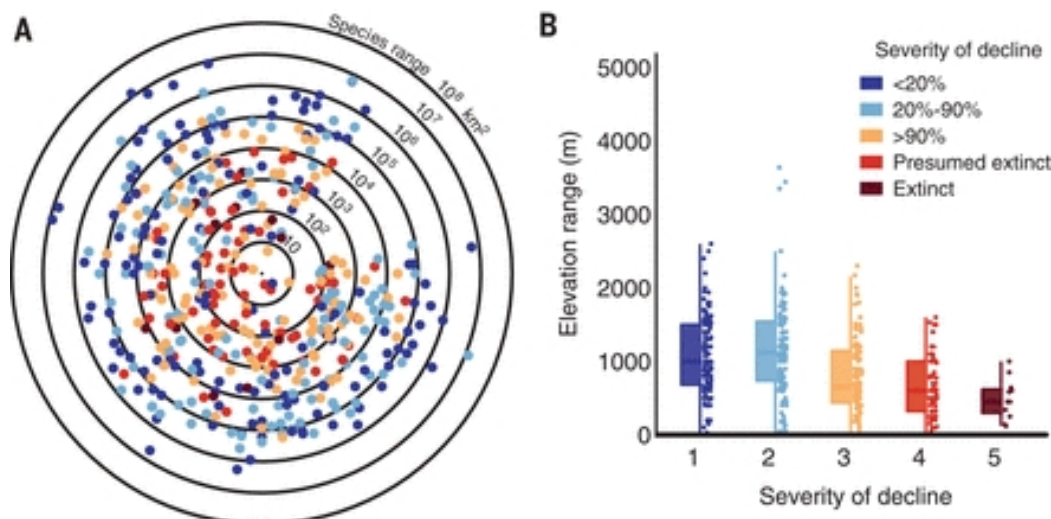 A
Species range 10⁸ km²
10⁷
10⁶
10⁵
10⁴
10³
10²
10
B
Severity of decline
<20%
20%-90%
>90%
Presumed extinct
Extinct
Elevation range (m)
5000
4000
3000
2000
1000
0
1 2 3 4 5
Severity of decline